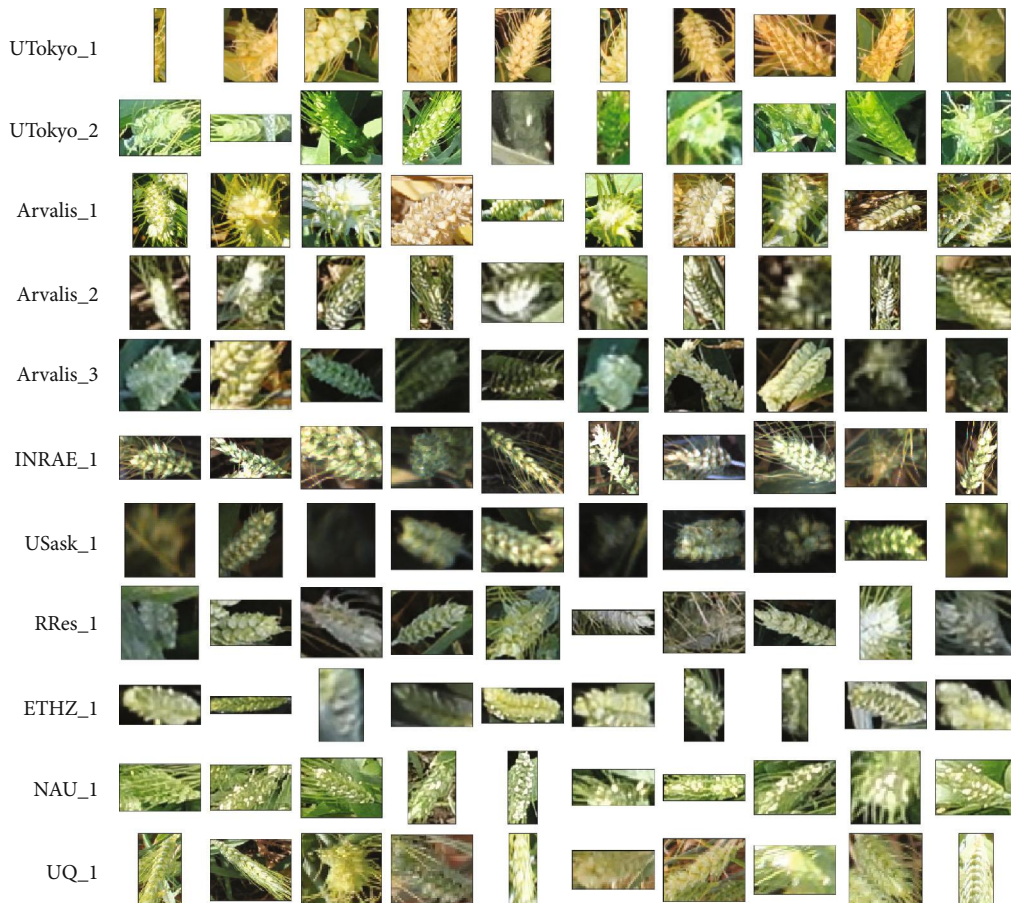 UTokyo_1
UTokyo_2
Arvalis_1
Arvalis_2
Arvalis_3
INRAE_1
USask_1
RRes_1
ETHZ_1
NAU_1
UQ_1